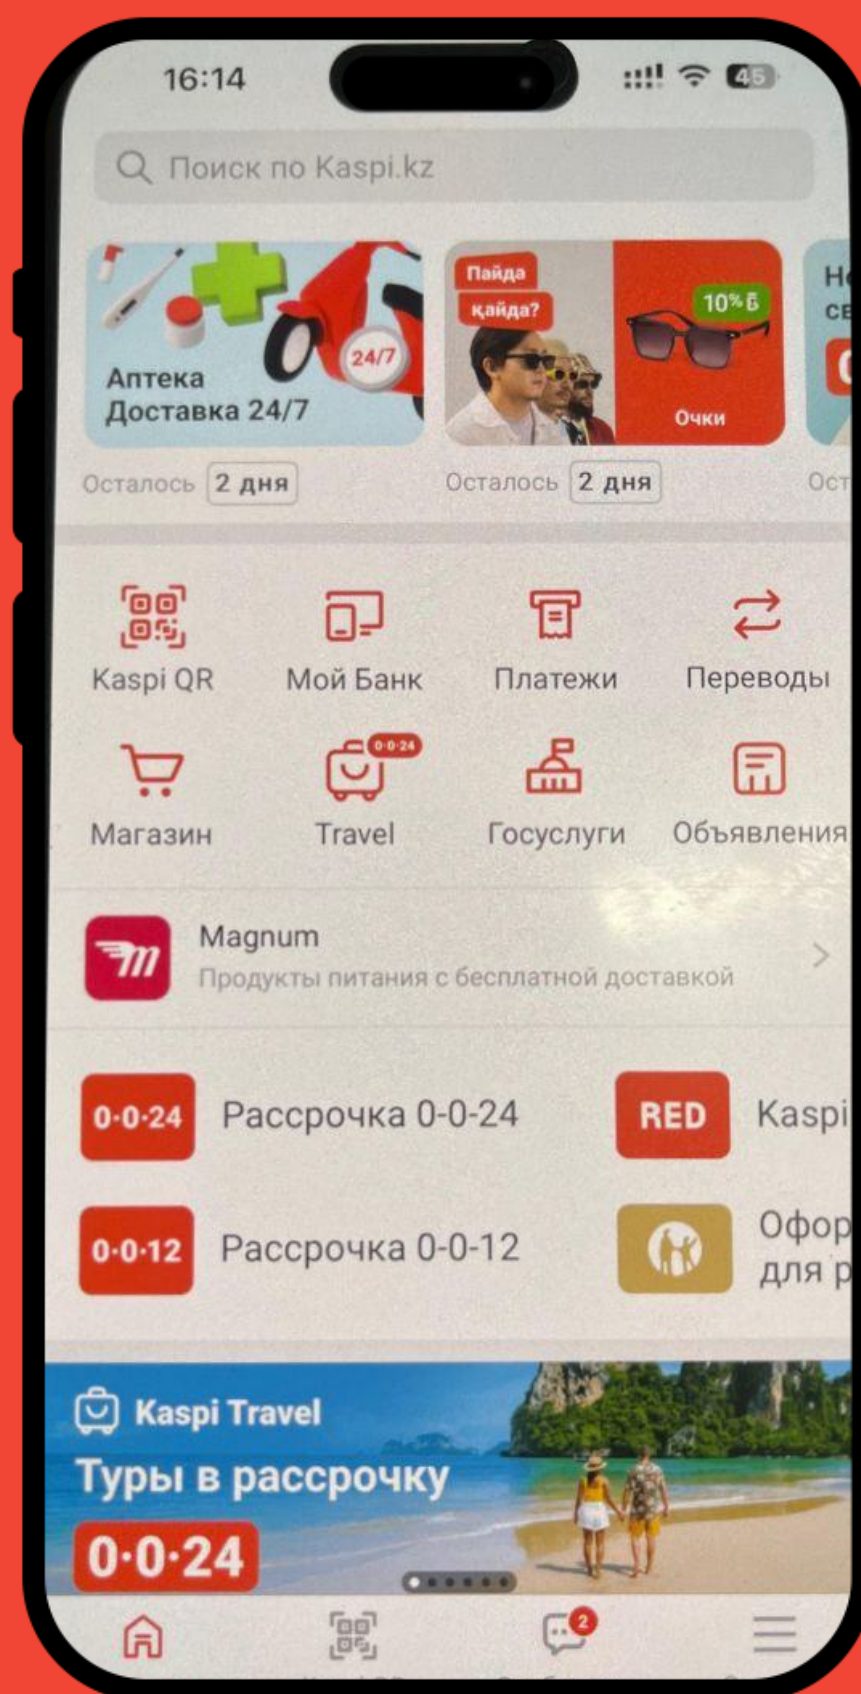 16:14
45
Поиск по Kaspi.kz
Аптека
Доставка 24/7
24/7
Пайда
қайда?
10% Б
Очки
Осталось 2 дня
Осталось 2 дня
Kaspi QR
Мой Банк
Платежи
Переводы
0·0·24
Магазин
Travel
Госуслуги
Объявления
Magnum
Продукты питания с бесплатной доставкой
0·0·24
Рассрочка 0-0-24
RED
Kaspi
0·0·12
Рассрочка 0-0-12
Офор
для р
Kaspi Travel
Туры в рассрочку
0·0·24
2